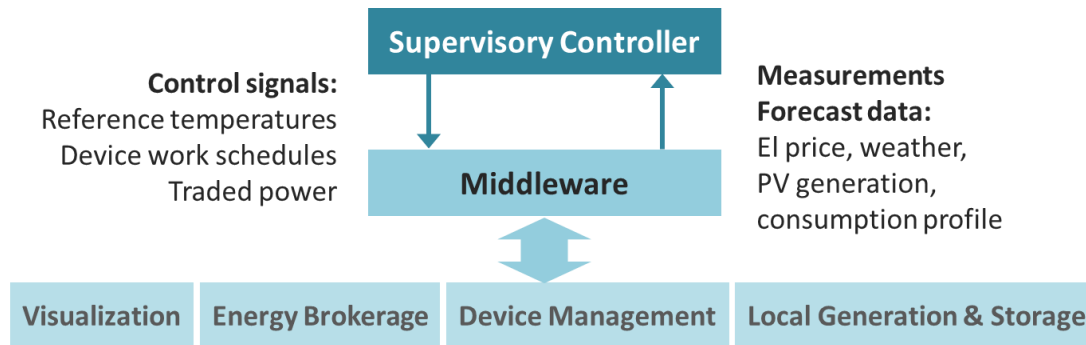 Supervisory Controller
Control signals:
Reference temperatures
Device work schedules
Traded power
Measurements
Forecast data:
El price, weather,
PV generation,
consumption profile
Middleware
Visualization
Energy Brokerage
Device Management
Local Generation & Storage